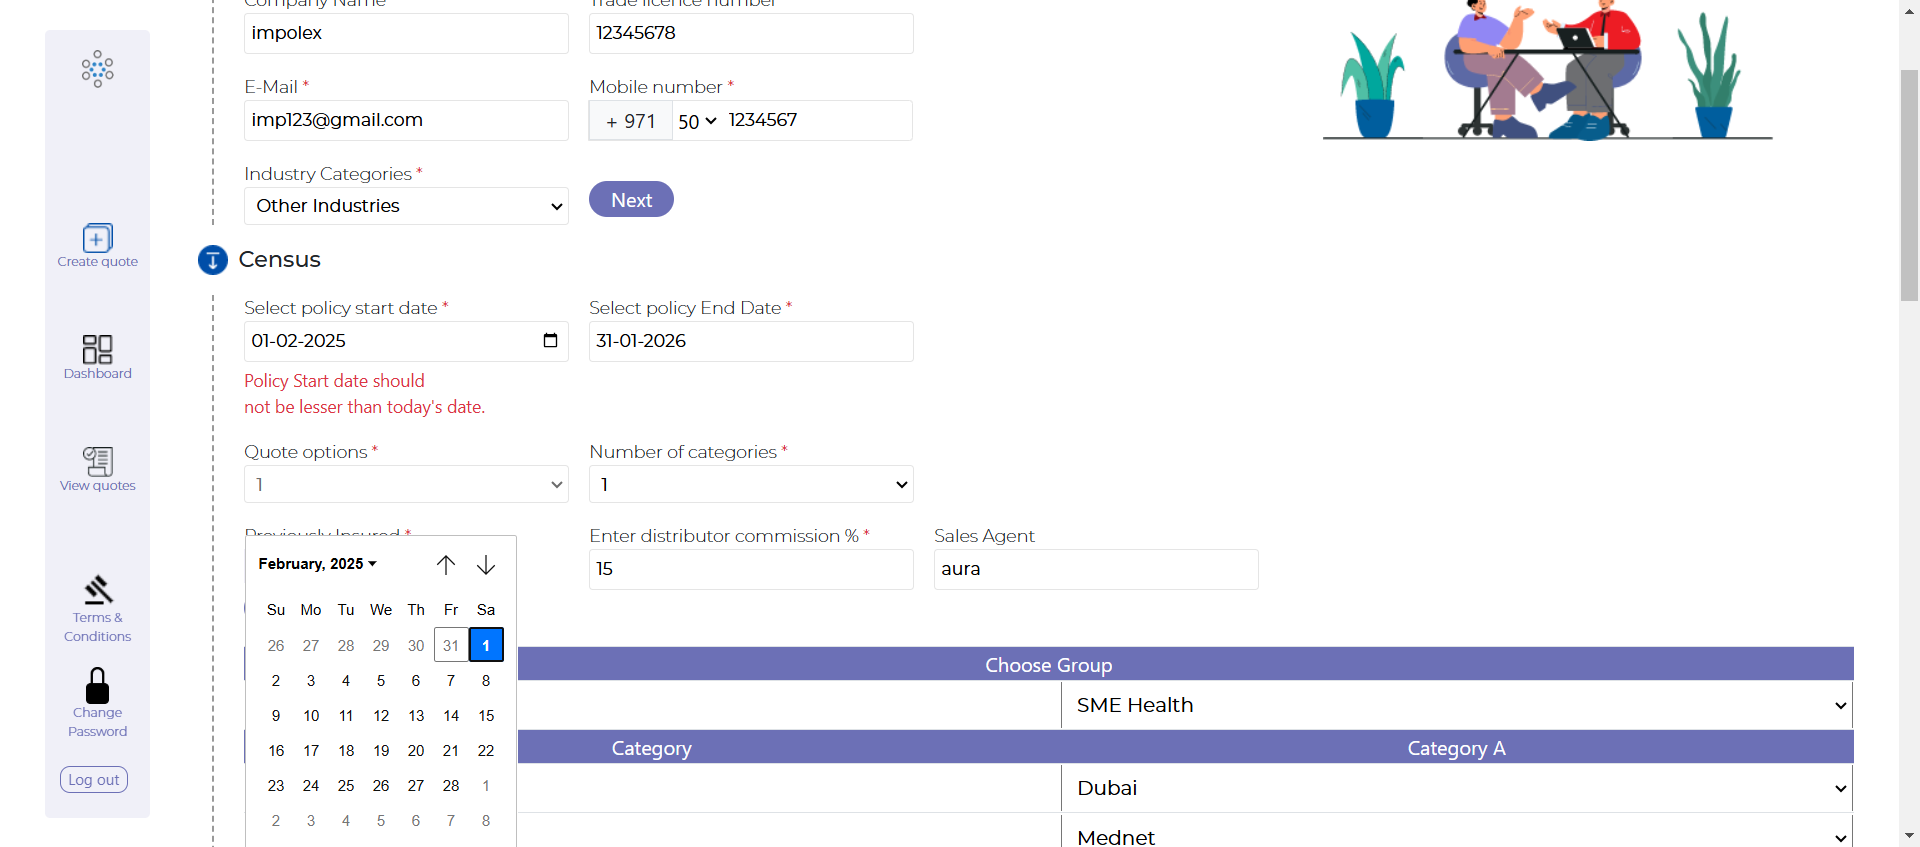 Company Name
Trade licence number
impolex
12345678
E-Mail *
Mobile number *
imp123@gmail.com
+ 971
50
1234567
Industry Categories *
Other Industries
Next
Create quote
Census
Select policy start date *
Select policy End Date *
01-02-2025
31-01-2026
Dashboard
Policy Start date should
not be lesser than today's date.
Quote options *
Number of categories *
1
1
View quotes
Previously Insured *
Enter distributor commission % *
Sales Agent
15
aura
February, 2025
Su Mo Tu We Th Fr Sa
26 27 28 29 30 31 1
2 3 4 5 6 7 8
9 10 11 12 13 14 15
16 17 18 19 20 21 22
23 24 25 26 27 28 1
2 3 4 5 6 7 8
Terms &
Conditions
Change
Password
Log out
Choose Group
SME Health
Category
Category A
Dubai
Mednet